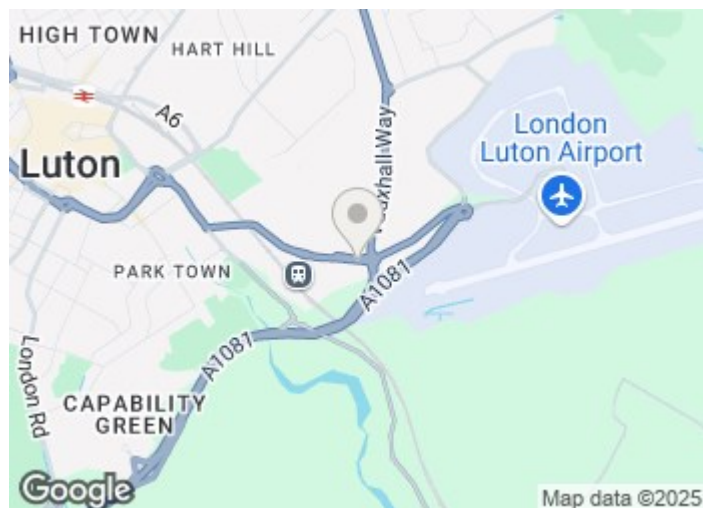 HIGH TOWN
HART HILL
A6
Luton
Vauxhall Way
London
Luton Airport
PARK TOWN
A1081
A1081
London Rd
CAPABILITY
GREEN
Google
Map data ©2025